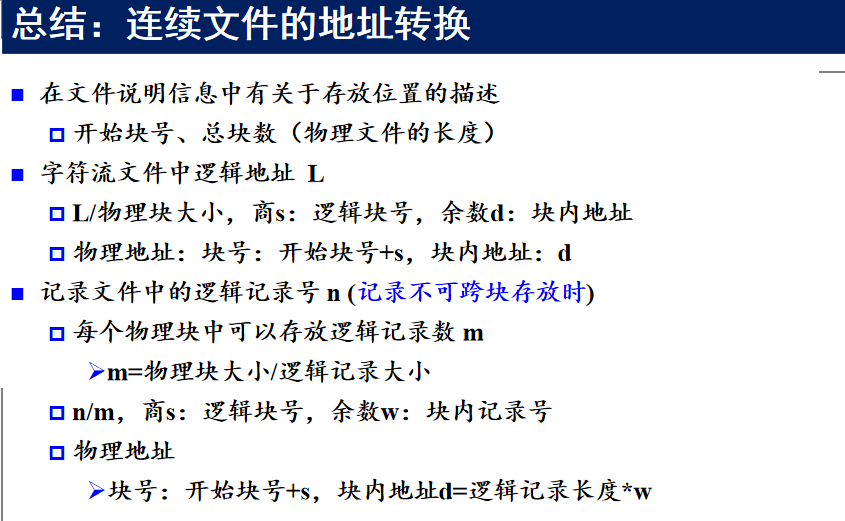 总结：连续文件的地址转换
在文件说明信息中有关于存放位置的描述
开始块号、总块数（物理文件的长度）
字符流文件中逻辑地址 L
L/物理块大小，商s：逻辑块号，余数d：块内地址
物理地址：块号：开始块号+s，块内地址：d
记录文件中的逻辑记录号 n (记录不可跨块存放时)
每个物理块中可以存放逻辑记录数 m
m=物理块大小/逻辑记录大小
n/m，商s：逻辑块号，余数w：块内记录号
物理地址
块号：开始块号+s，块内地址d=逻辑记录长度*w